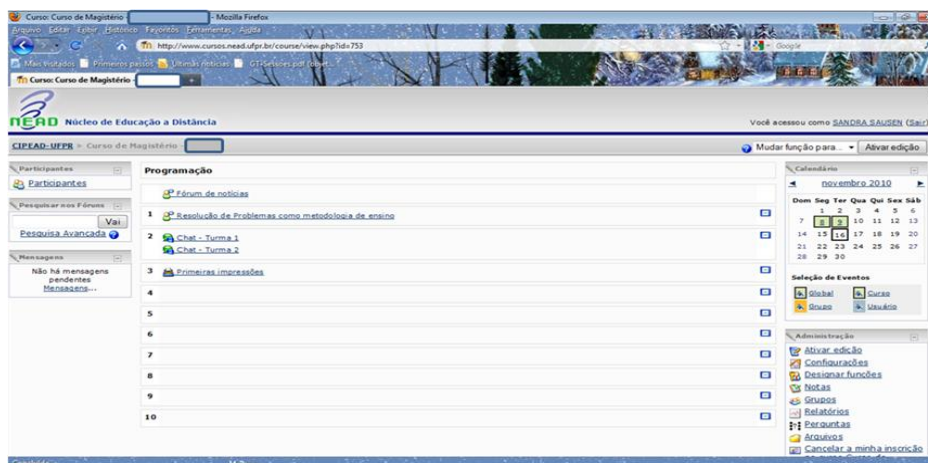 Curso: Curso de Magistério - Mozilla Firefox
Arquivo Editar Exibir Histórico Favoritos Ferramentas Ajuda
http://www.cursos.nead.ufpr.br/course/view.php?id=753
Google
Mais visitados Primeiros passos Últimas notícias
Curso: Curso de Magistério -
NEAD Núcleo de Educação a Distância
Você acessou como SANDRA SAUSEN (Sair)
CIPEAD-UFPR ► Curso de Magistério -
Mudar função para... Ativar edição
Participantes
Participantes
Pesquisar nos Fóruns
Vai
Pesquisa Avançada
Mensagens
Não há mensagens
pendentes
Mensagens...
Programação
Fórum de notícias
1 Resolução de Problemas como metodologia de ensino
2 Chat - Turma 1
Chat - Turma 2
3 Primeiras impressões
4
5
6
7
8
9
10
Calendário
novembro 2010
Dom Seg Ter Qua Qui Sex Sáb
1 2 3 4 5 6
7 8 9 10 11 12 13
14 15 16 17 18 19 20
21 22 23 24 25 26 27
28 29 30
Seleção de Eventos
Global Curso
Grupo Usuário
Administração
Ativar edição
Configurações
Designar funções
Notas
Grupos
Relatórios
Perguntas
Arquivos
Cancelar a minha inscrição